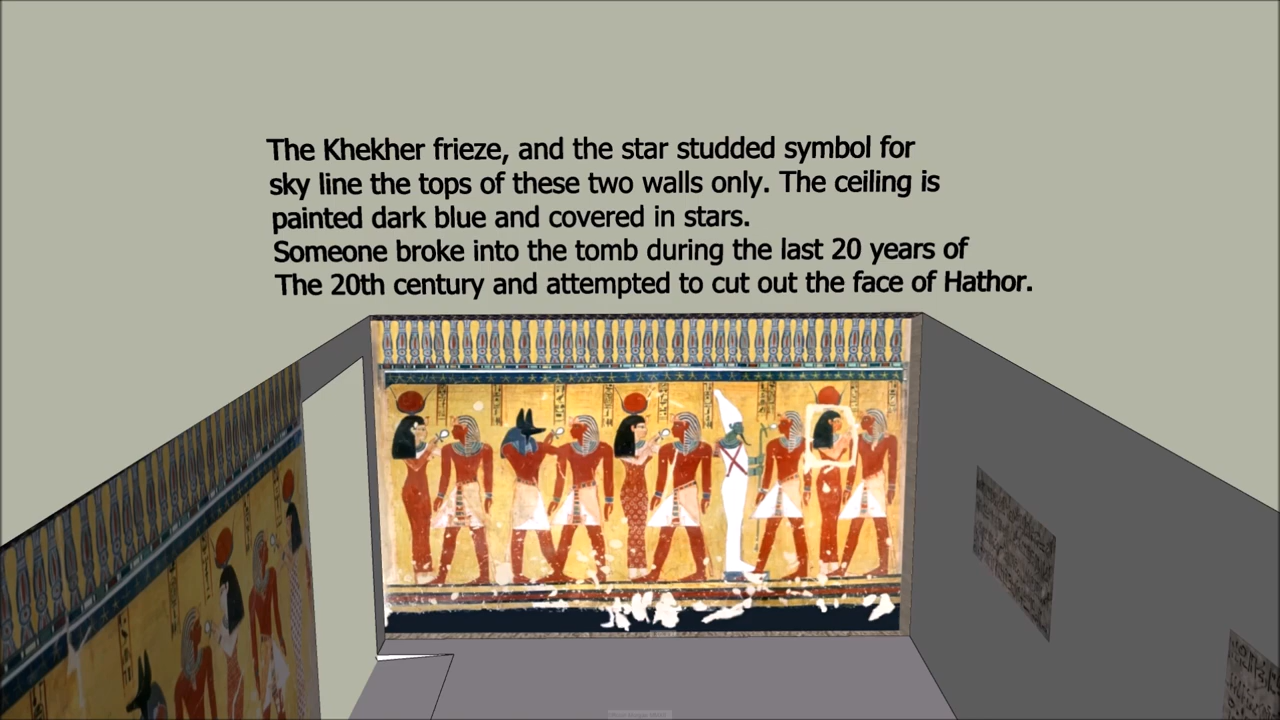 The Khekher frieze, and the star studded symbol for
sky line the tops of these two walls only. The ceiling is
painted dark blue and covered in stars.
Someone broke into the tomb during the last 20 years of
The 20th century and attempted to cut out the face of Hathor.